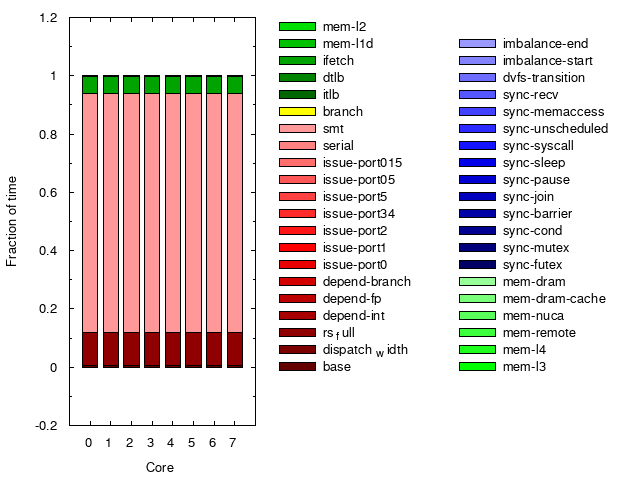 1.2
1
0.8
0.6
0.4
0.2
0
-0.2
Fraction of time
0 1 2 3 4 5 6 7
Core
mem-l2
mem-l1d
ifetch
dtlb
itlb
branch
smt
serial
issue-port015
issue-port05
issue-port5
issue-port34
issue-port2
issue-port1
issue-port0
depend-branch
depend-fp
depend-int
rs f ull
dispatch w idth
base
imbalance-end
imbalance-start
dvfs-transition
sync-recv
sync-memaccess
sync-unscheduled
sync-syscall
sync-sleep
sync-pause
sync-join
sync-barrier
sync-cond
sync-mutex
sync-futex
mem-dram
mem-dram-cache
mem-nuca
mem-remote
mem-l4
mem-l3